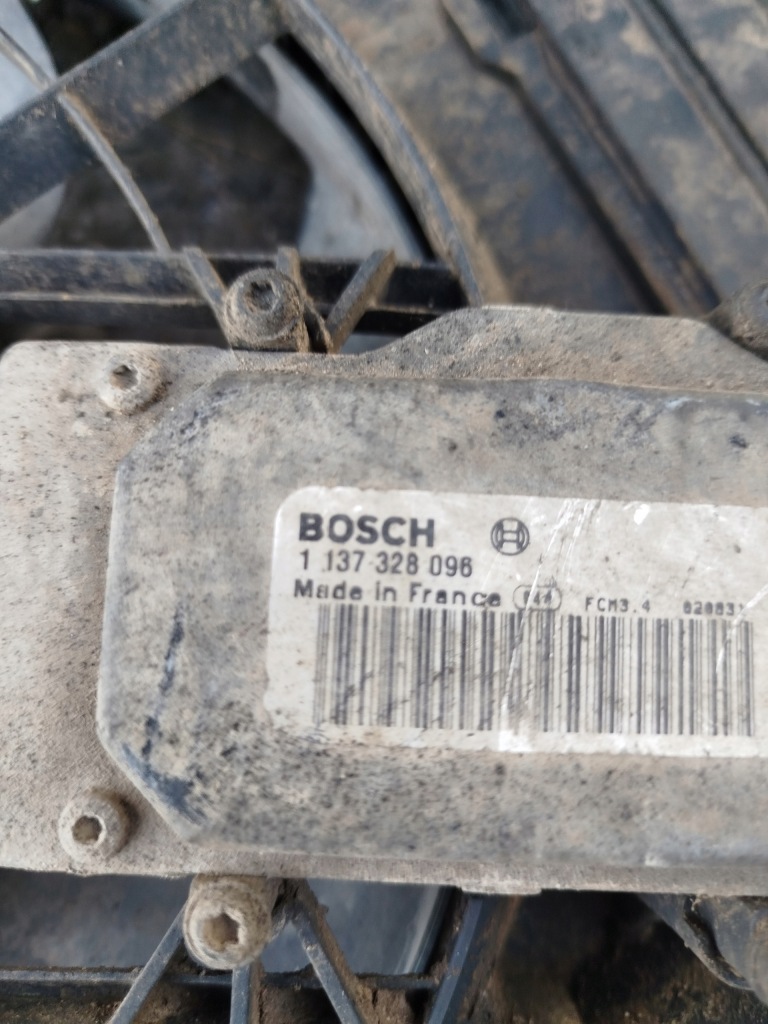 BOSCH
1 137 328 096
Made in France FCM3.4